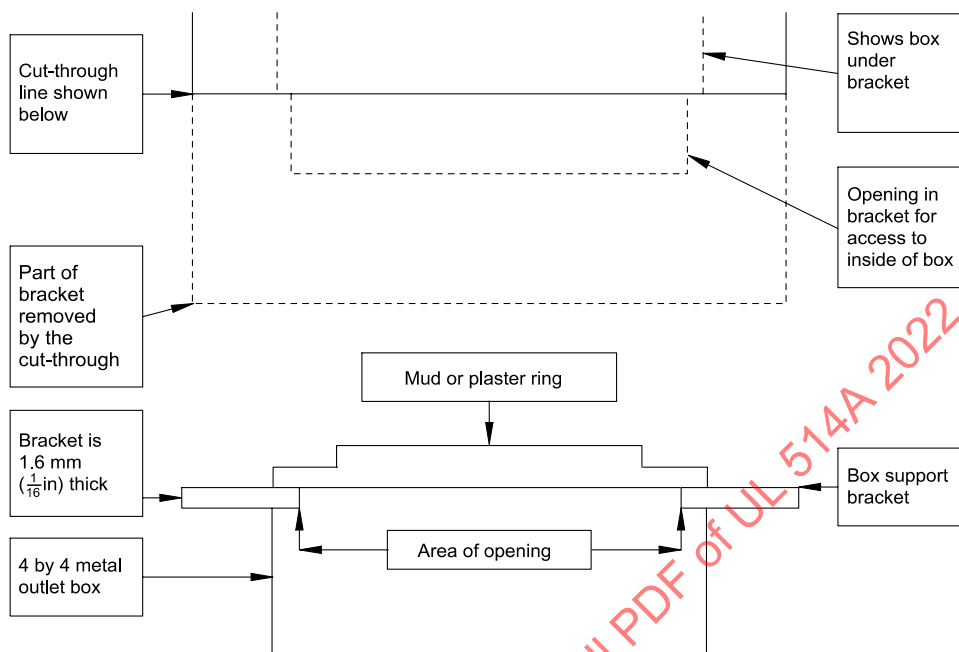 Cut-through
line shown
below
Shows box
under
bracket
Opening in
bracket for
access to
inside of box
Part of
bracket
removed
by the
cut-through
Mud or plaster ring
Bracket is
1.6 mm
(1/16in) thick
Box support
bracket
Area of opening
4 by 4 metal
outlet box
PDF of UL 514A 2022